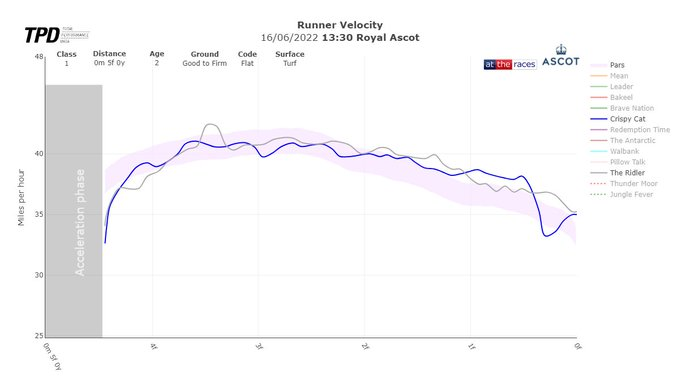 Runner Velocity
16/06/2022 13:30 Royal Ascot
TPD TOTAL PERFORMANCE DATA
Class Distance Age Ground Code Surface
1 0m 5f 0y 2 Good to Firm Flat Turf
at the races ASCOT
48
40
35
30
25
Miles per hour
Acceleration phase
0m 5f 0y
4f
3f
2f
1f
0f
Pars
Mean
Leader
Bakeel
Brave Nation
Crispy Cat
Redemption Time
The Antarctic
Walbank
Pillow Talk
The Ridler
Thunder Moor
Jungle Fever